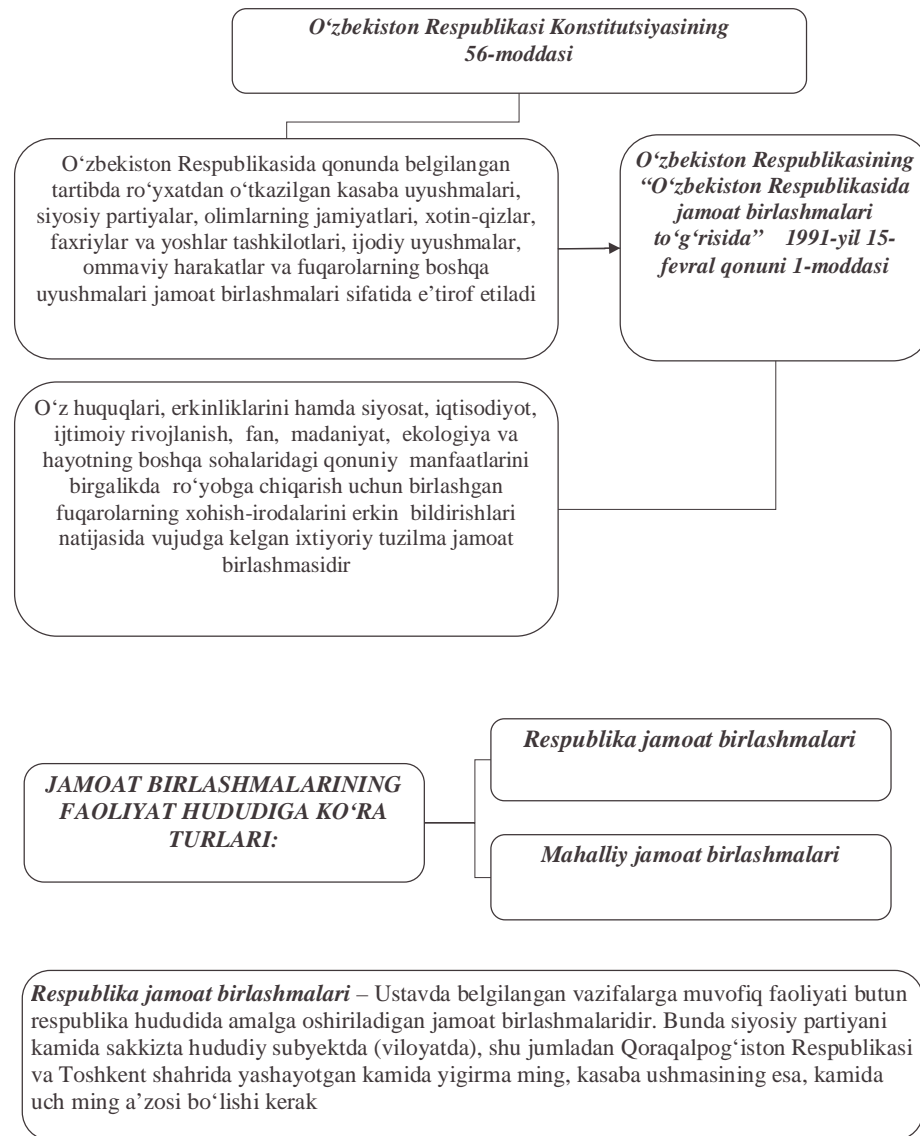 O‘zbekiston Respublikasi Konstitutsiyasining
56-moddasi
O‘zbekiston Respublikasida qonunda belgilangan
tartibda ro‘yxatdan o‘tkazilgan kasaba uyushmalari,
siyosiy partiyalar, olimlarning jamiyatlari, xotin-qizlar,
faxriylar va yoshlar tashkilotlari, ijodiy uyushmalar,
ommaviy harakatlar va fuqarolarning boshqa
uyushmalari jamoat birlashmalari sifatida e’tirof etiladi
O‘zbekiston Respublikasining
“O‘zbekiston Respublikasida
jamoat birlashmalari
to‘g‘risida” 1991-yil 15-
fevral qonuni 1-moddasi
O‘z huquqlari, erkinliklarini hamda siyosat, iqtisodiyot,
ijtimoiy rivojlanish, fan, madaniyat, ekologiya va
hayotning boshqa sohalaridagi qonuniy manfaatlarini
birgalikda ro‘yobga chiqarish uchun birlashgan
fuqarolarning xohish-irodalarini erkin bildirishlari
natijasida vujudga kelgan ixtiyoriy tuzilma jamoat
birlashmasidir
JAMOAT BIRLASHMALARINING
FAOLIYAT HUDUDIGA KO‘RA
TURLARI:
Respublika jamoat birlashmalari
Mahalliy jamoat birlashmalari
Respublika jamoat birlashmalari – Ustavda belgilangan vazifalarga muvofiq faoliyati butun
respublika hududida amalga oshiriladigan jamoat birlashmalaridir. Bunda siyosiy partiyani
kamida sakkizta hududiy subyektda (viloyatda), shu jumladan Qoraqalpog‘iston Respublikasi
va Toshkent shahrida yashayotgan kamida yigirma ming, kasaba ushmasining esa, kamida
uch ming a’zosi bo‘lishi kerak